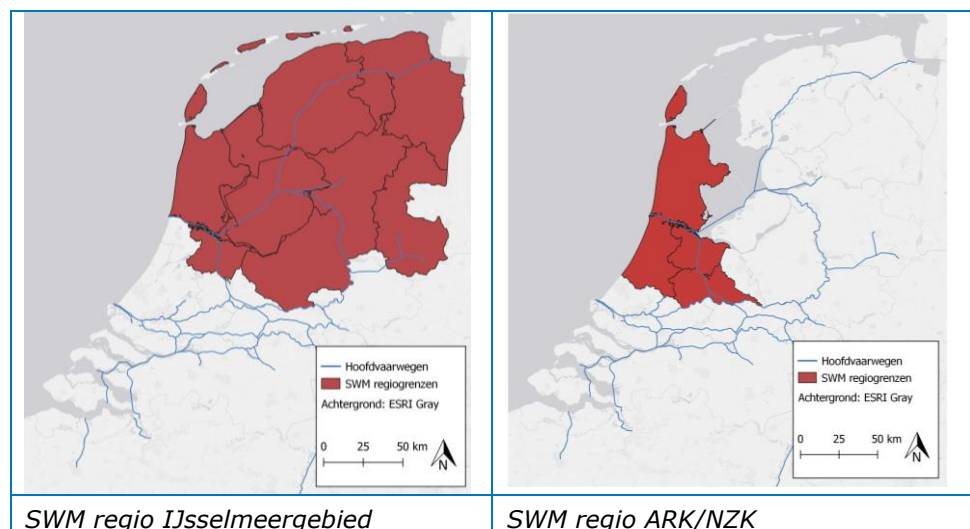 Hoofdvaarwegen
SWM regiogrenzen
Achtergrond: ESRI Gray
0 25 50 km
N
Hoofdvaarwegen
SWM regiogrenzen
Achtergrond: ESRI Gray
0 25 50 km
N
SWM regio IJsselmeergebied
SWM regio ARK/NZK